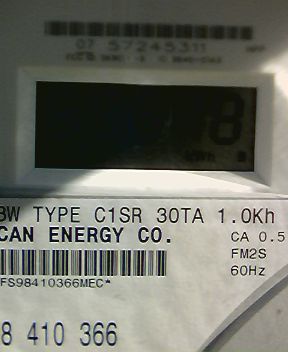 07 57245311
8
kWh
3W TYPE C1SR 30TA 1.0Kh
CAN ENERGY CO. CA 0.5
FM2S
FS98410366MEC* 60Hz
8 410 366